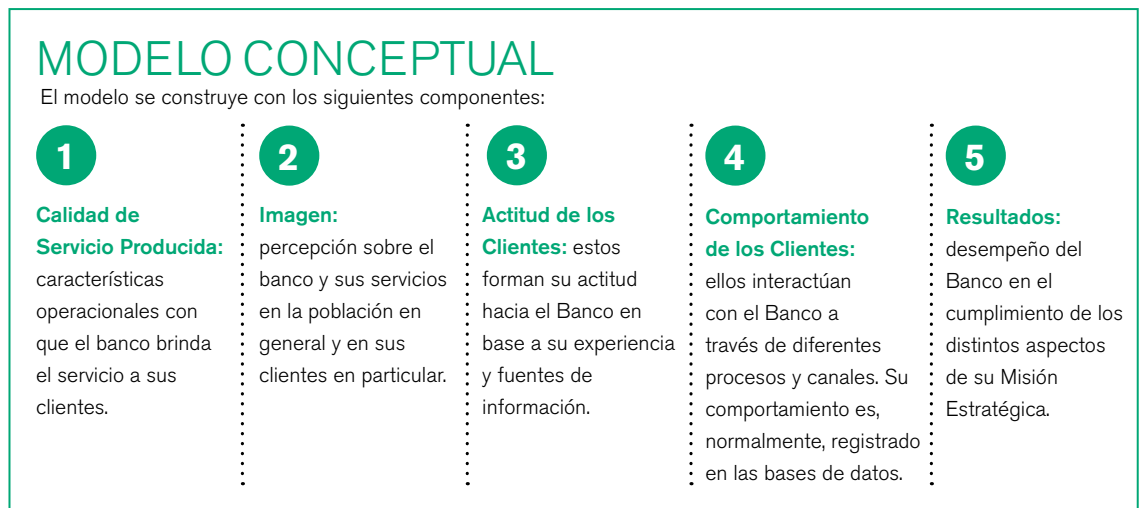 MODELO CONCEPTUAL
El modelo se construye con los siguientes componentes:
1
Calidad de
Servicio Producida:
características
operacionales con
que el banco brinda
el servicio a sus
clientes.
2
Imagen:
percepción sobre el
banco y sus servicios
en la población en
general y en sus
clientes en particular.
3
Actitud de los
Clientes: estos
forman su actitud
hacia el Banco en
base a su experiencia
y fuentes de
información.
4
Comportamiento
de los Clientes:
ellos interactúan
con el Banco a
través de diferentes
procesos y canales. Su
comportamiento es,
normalmente, registrado
en las bases de datos.
5
Resultados:
desempeño del
Banco en el
cumplimiento de los
distintos aspectos
de su Misión
Estratégica.